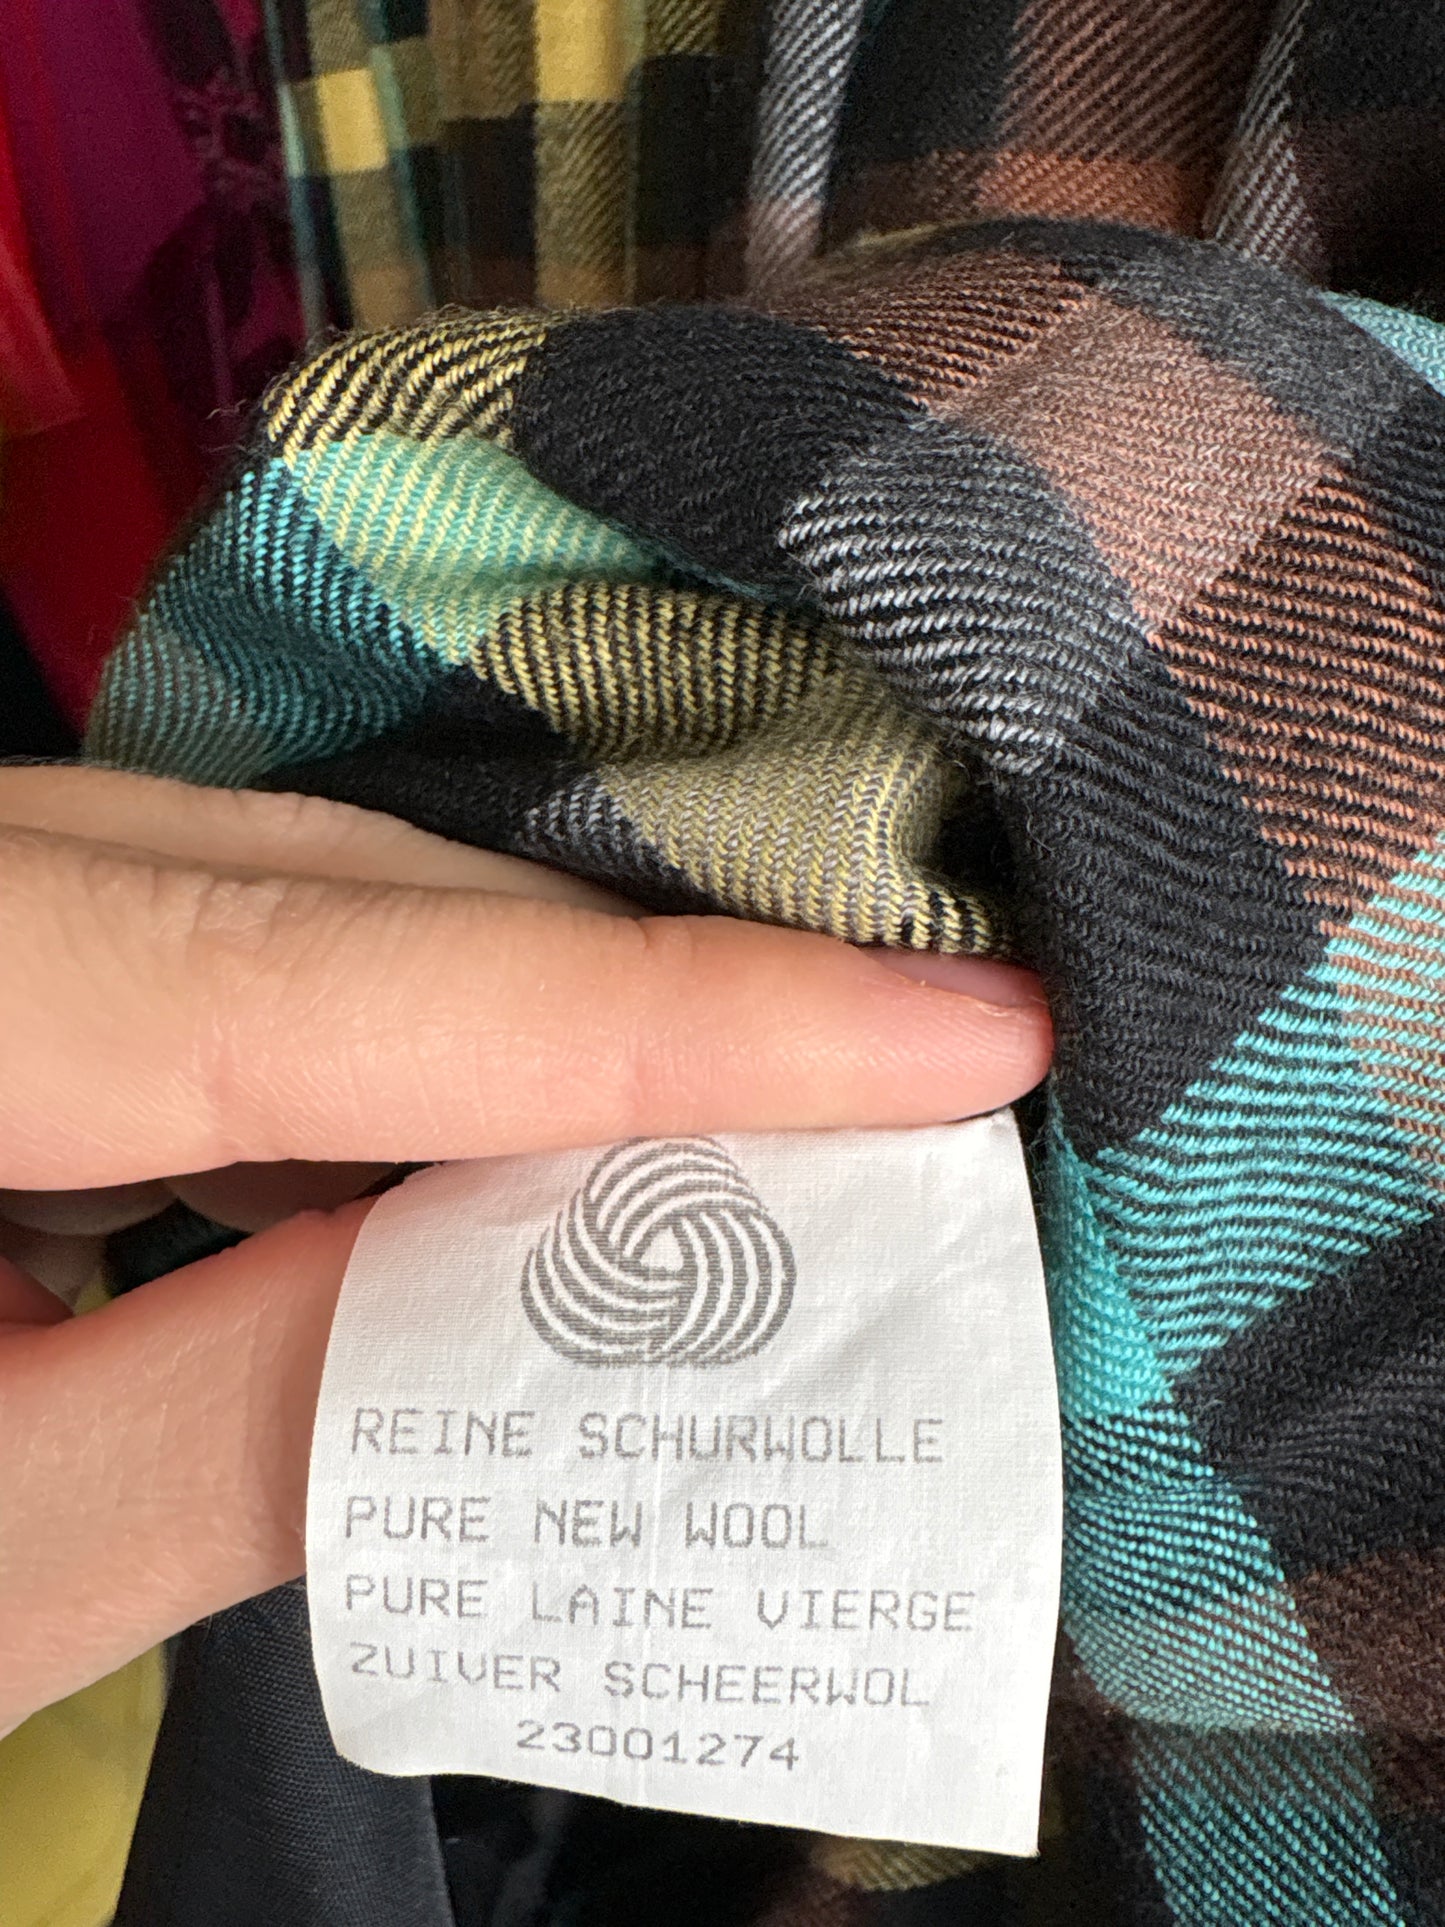 REINE SCHURWOLLE
PURE NEW WOOL
PURE LAINE VIERGE
ZUIVER SCHEERWOL
23001274